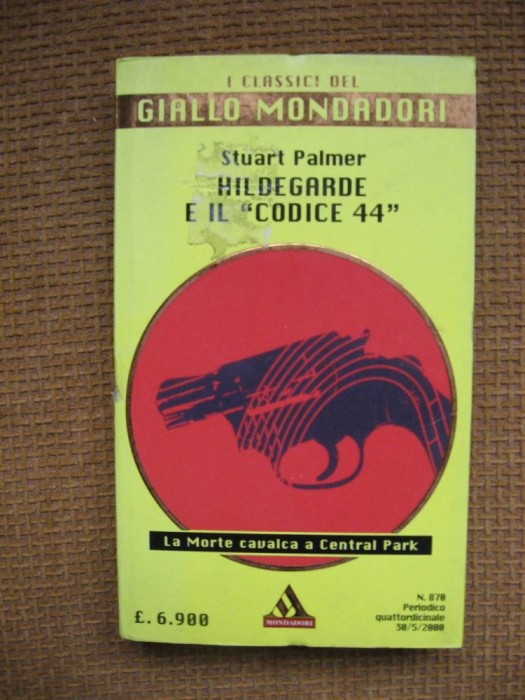 I CLASSICI DEL
GIALLO MONDADORI
Stuart Palmer
HILDEGARDE
E IL "CODICE 44"
La Morte cavalca a Central Park
£. 6.900
MONDADORI
N. 870
Periodico
quattordicinale
30/5/2000